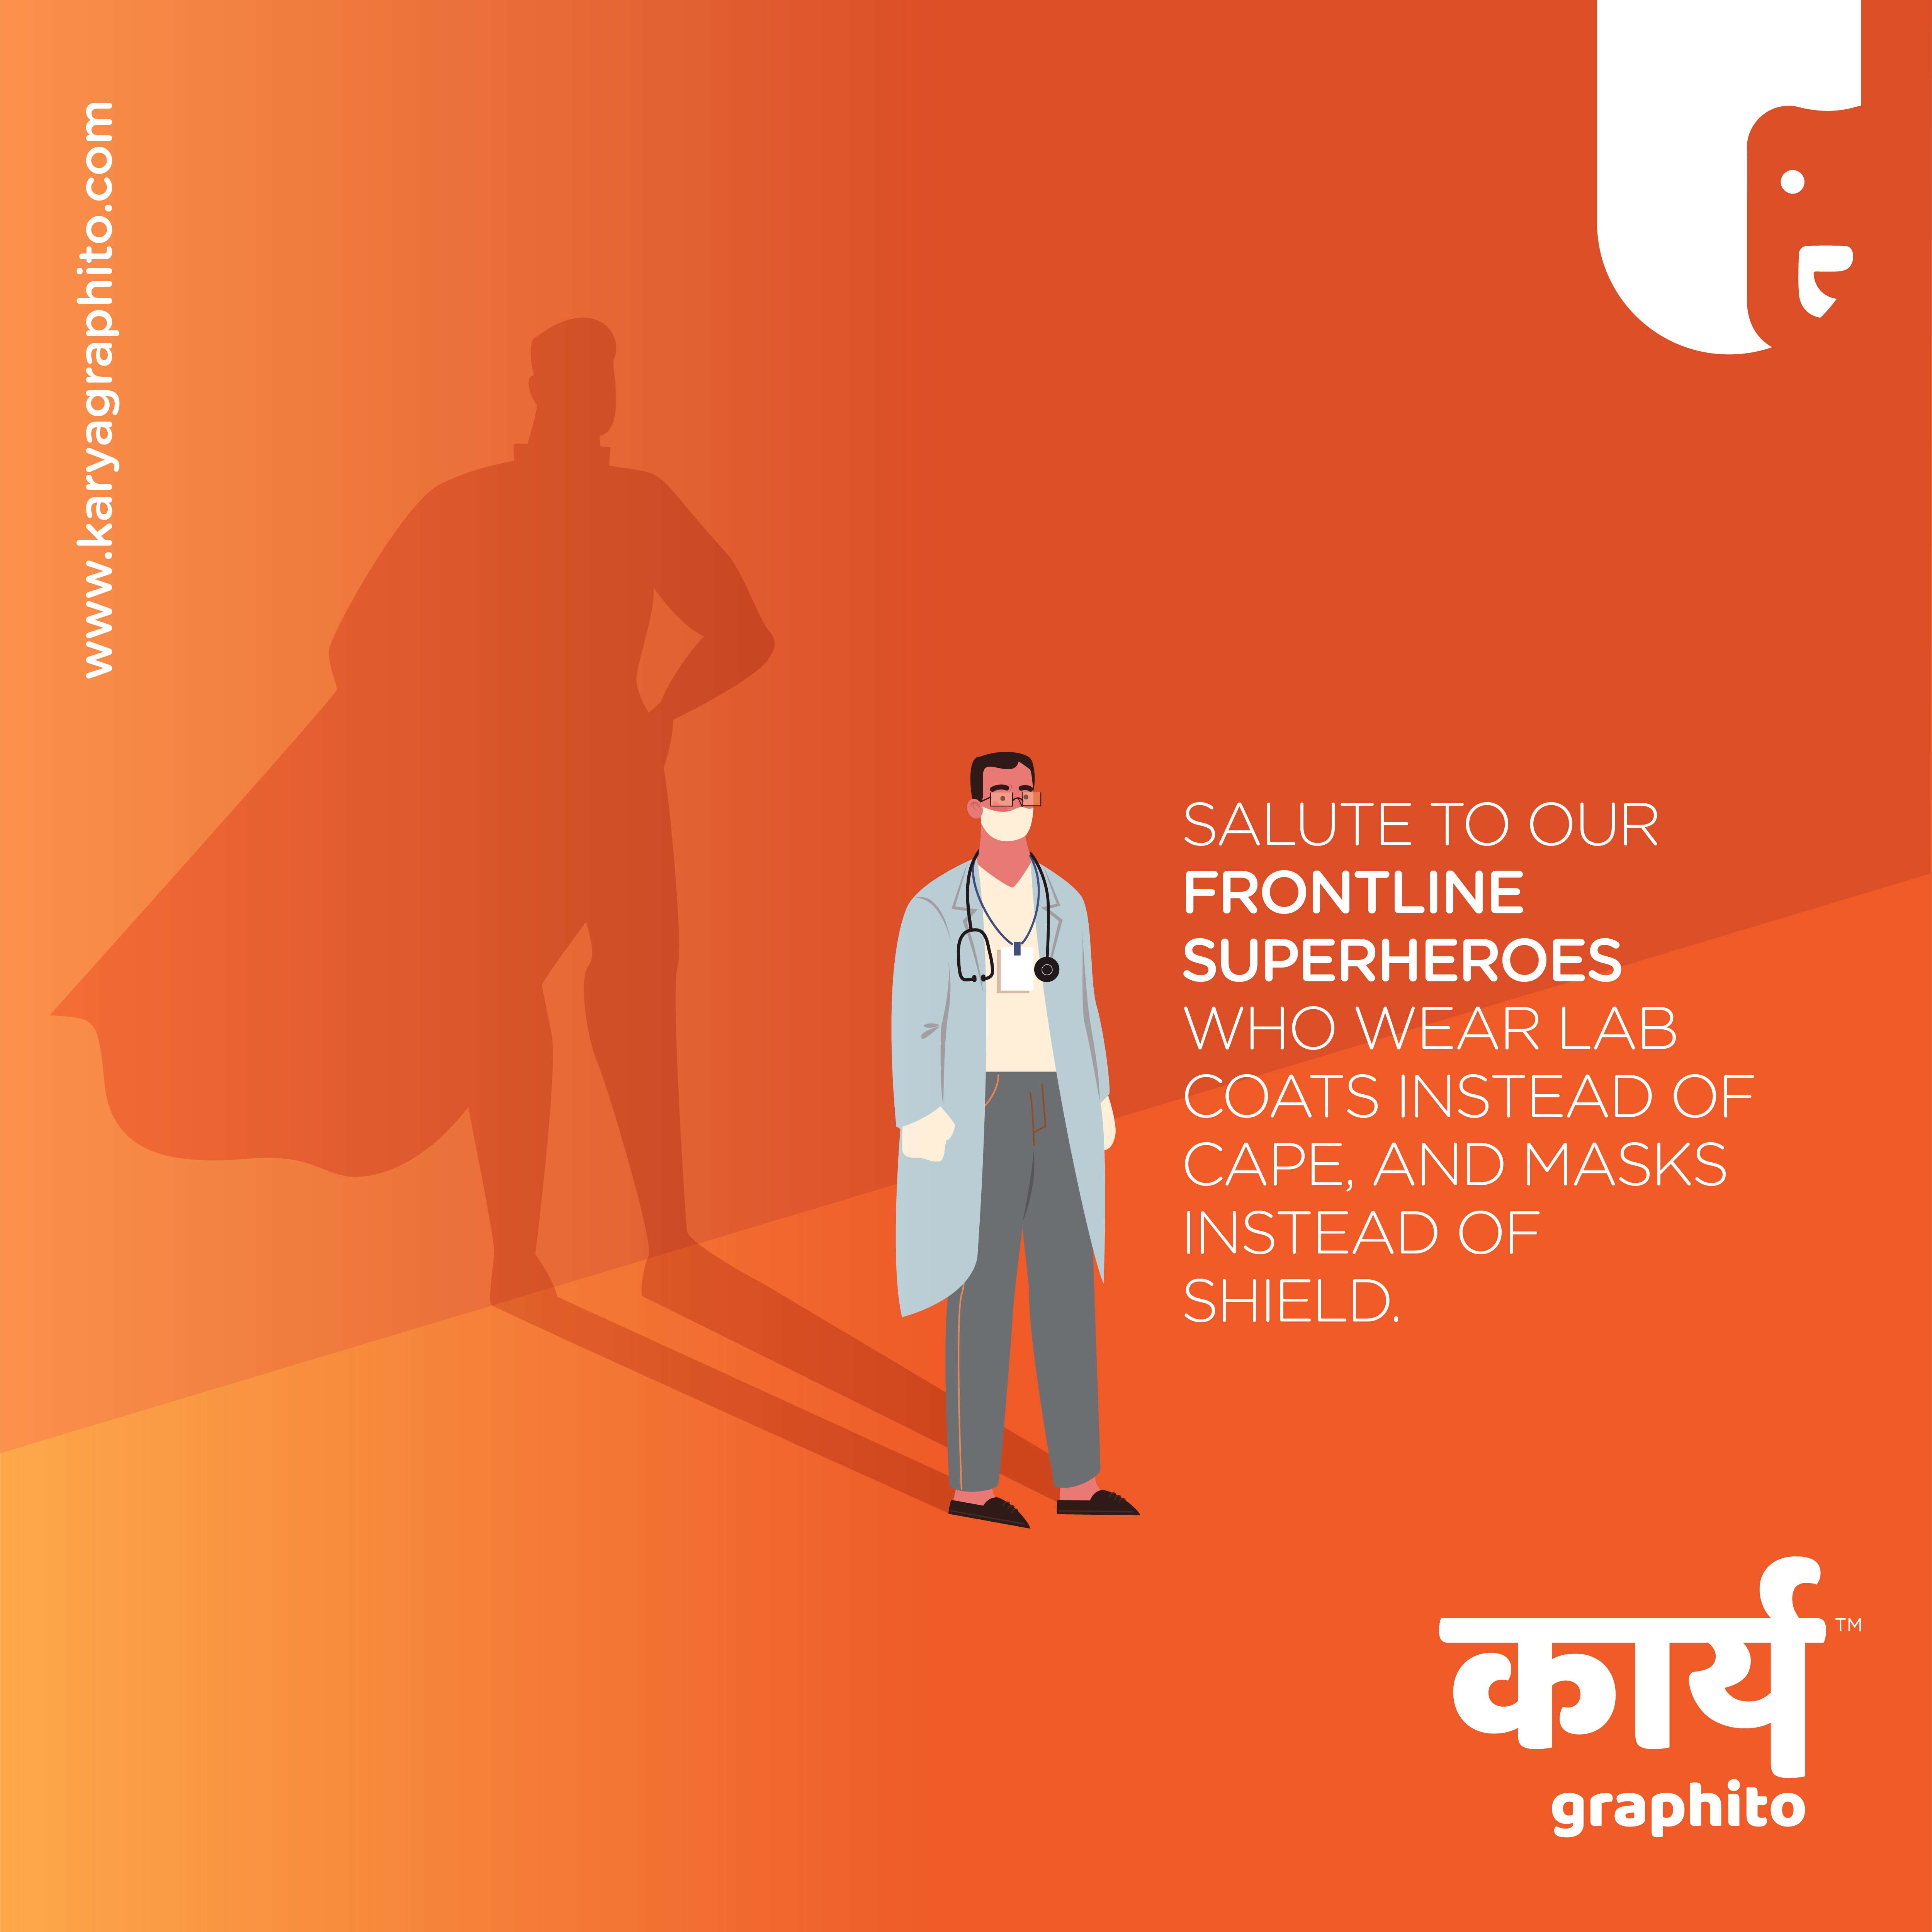 www.karyagraphito.com
SALUTE TO OUR
FRONTLINE
SUPERHEROES
WHO WEAR LAB
COATS INSTEAD OF
CAPE, AND MASKS
INSTEAD OF
SHIELD.
कार्य TM
graphito